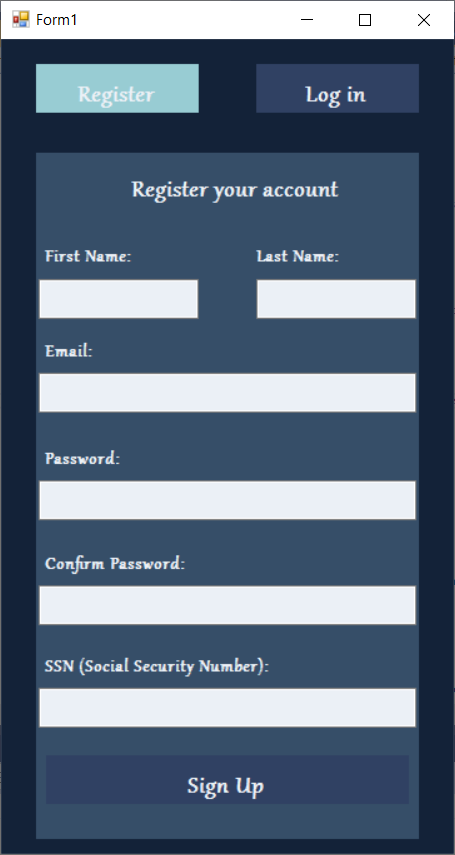 Form1
Register Log in
Register your account
First Name: Last Name:
Email:
Password:
Confirm Password:
SSN (Social Security Number):
Sign Up